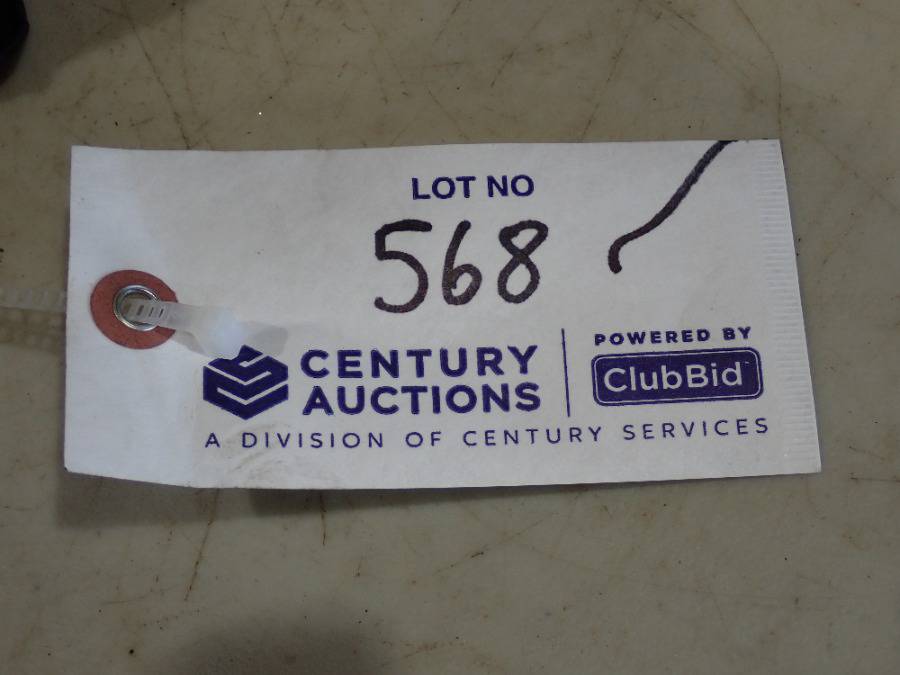 LOT NO
568
CENTURY
AUCTIONS
POWERED BY
ClubBid
A DIVISION OF CENTURY SERVICES